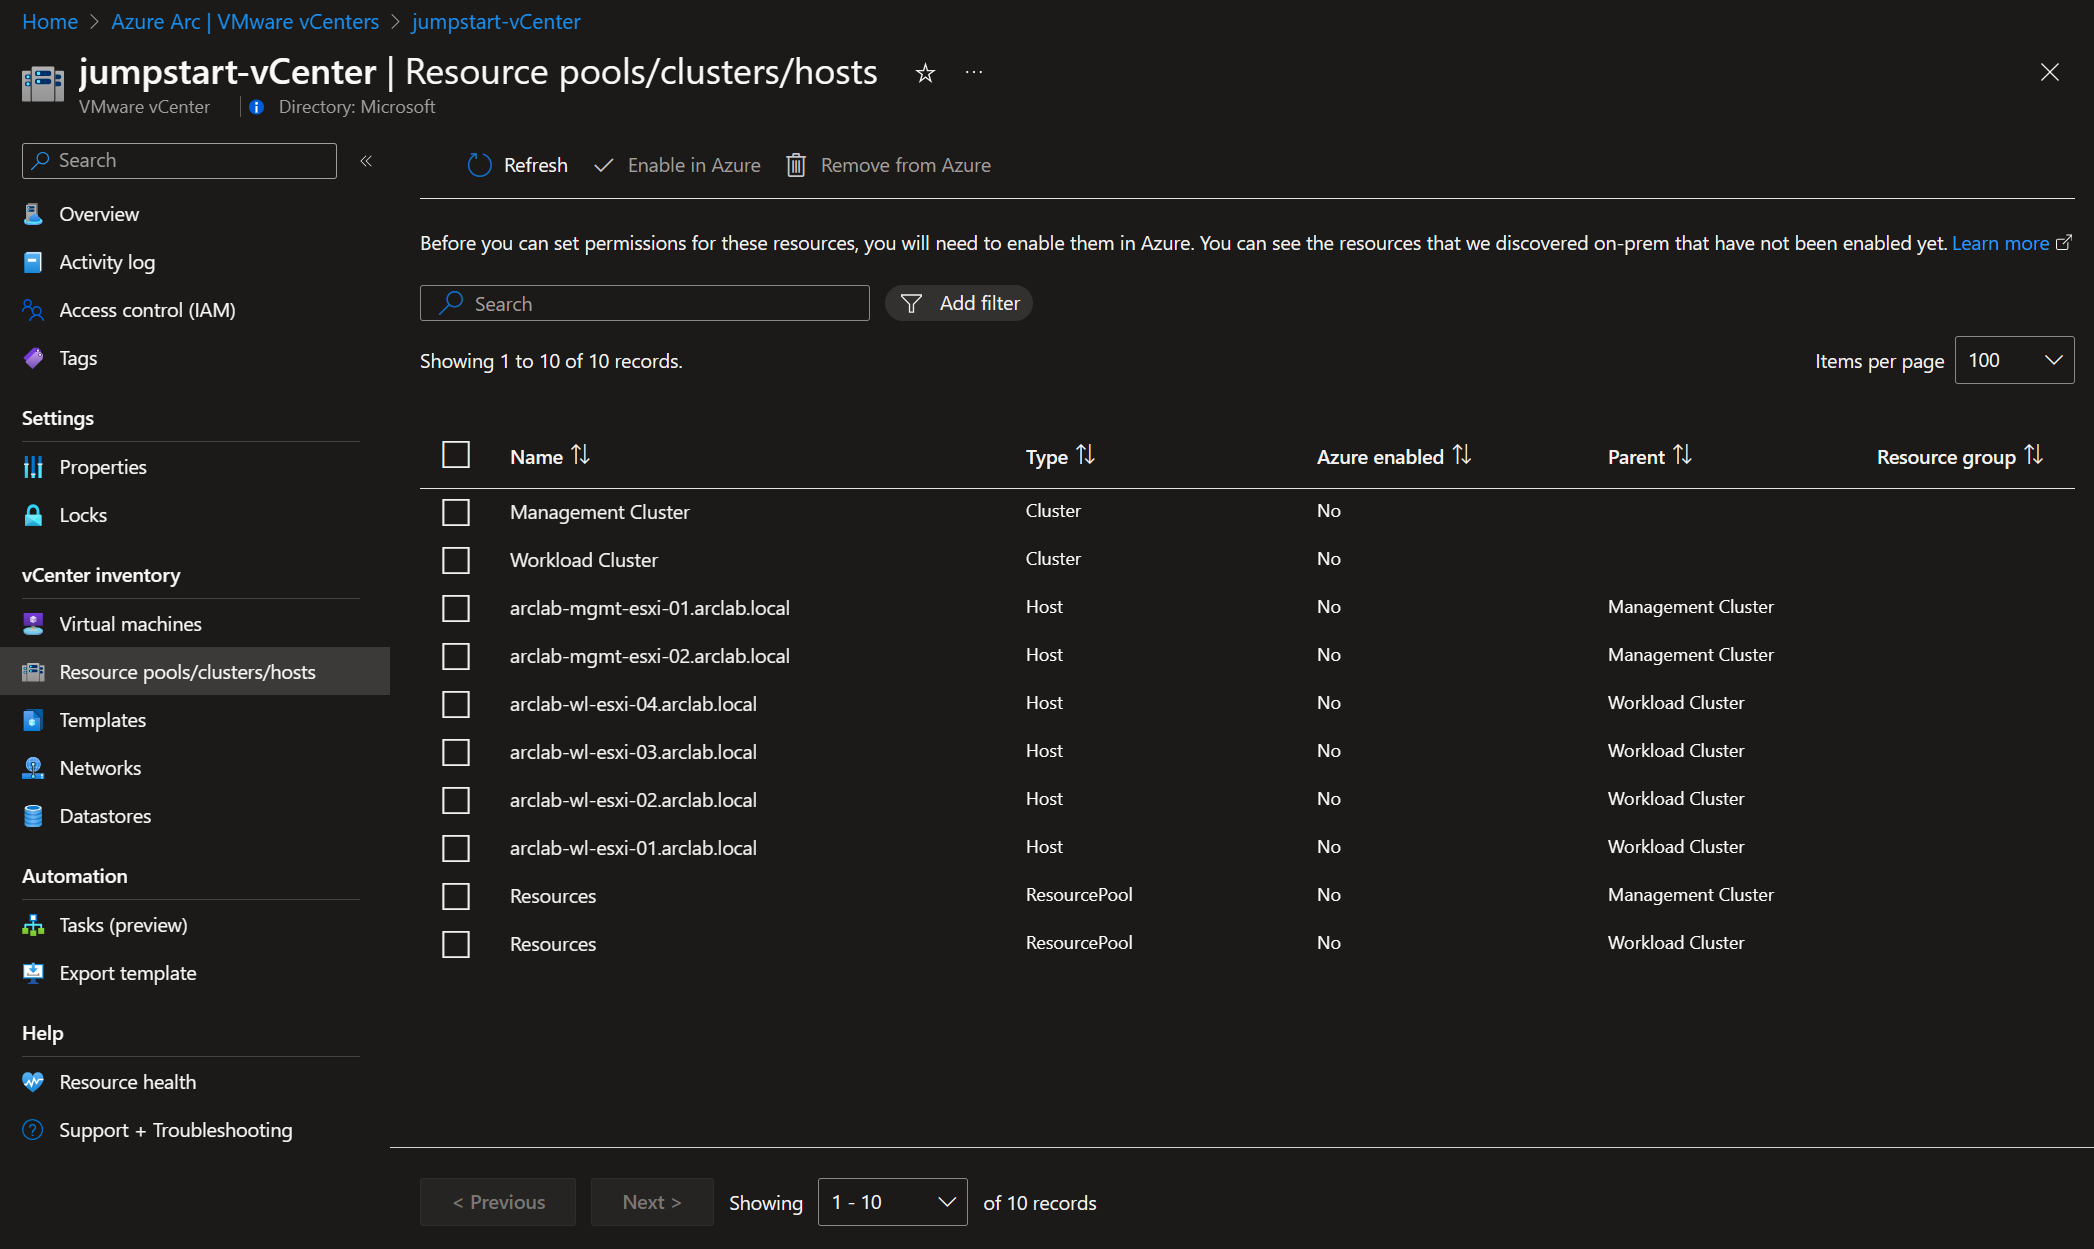 Home > Azure Arc | VMware vCenters > jumpstart-vCenter
jumpstart-vCenter | Resource pools/clusters/hosts ☆ ...
VMware vCenter | Directory: Microsoft
Search «
Overview
Activity log
Access control (IAM)
Tags
Settings
Properties
Locks
vCenter inventory
Virtual machines
Resource pools/clusters/hosts
Templates
Networks
Datastores
Automation
Tasks (preview)
Export template
Help
Resource health
Support + Troubleshooting
Refresh Enable in Azure Remove from Azure
Before you can set permissions for these resources, you will need to enable them in Azure. You can see the resources that we discovered on-prem that have not been enabled yet. Learn more
Search Add filter
Showing 1 to 10 of 10 records. Items per page 100
Name Type Azure enabled Parent Resource group
Management Cluster Cluster No
Workload Cluster Cluster No
arclab-mgmt-esxi-01.arclab.local Host No Management Cluster
arclab-mgmt-esxi-02.arclab.local Host No Management Cluster
arclab-wl-esxi-04.arclab.local Host No Workload Cluster
arclab-wl-esxi-03.arclab.local Host No Workload Cluster
arclab-wl-esxi-02.arclab.local Host No Workload Cluster
arclab-wl-esxi-01.arclab.local Host No Workload Cluster
Resources ResourcePool No Management Cluster
Resources ResourcePool No Workload Cluster
< Previous Next > Showing 1 - 10 of 10 records